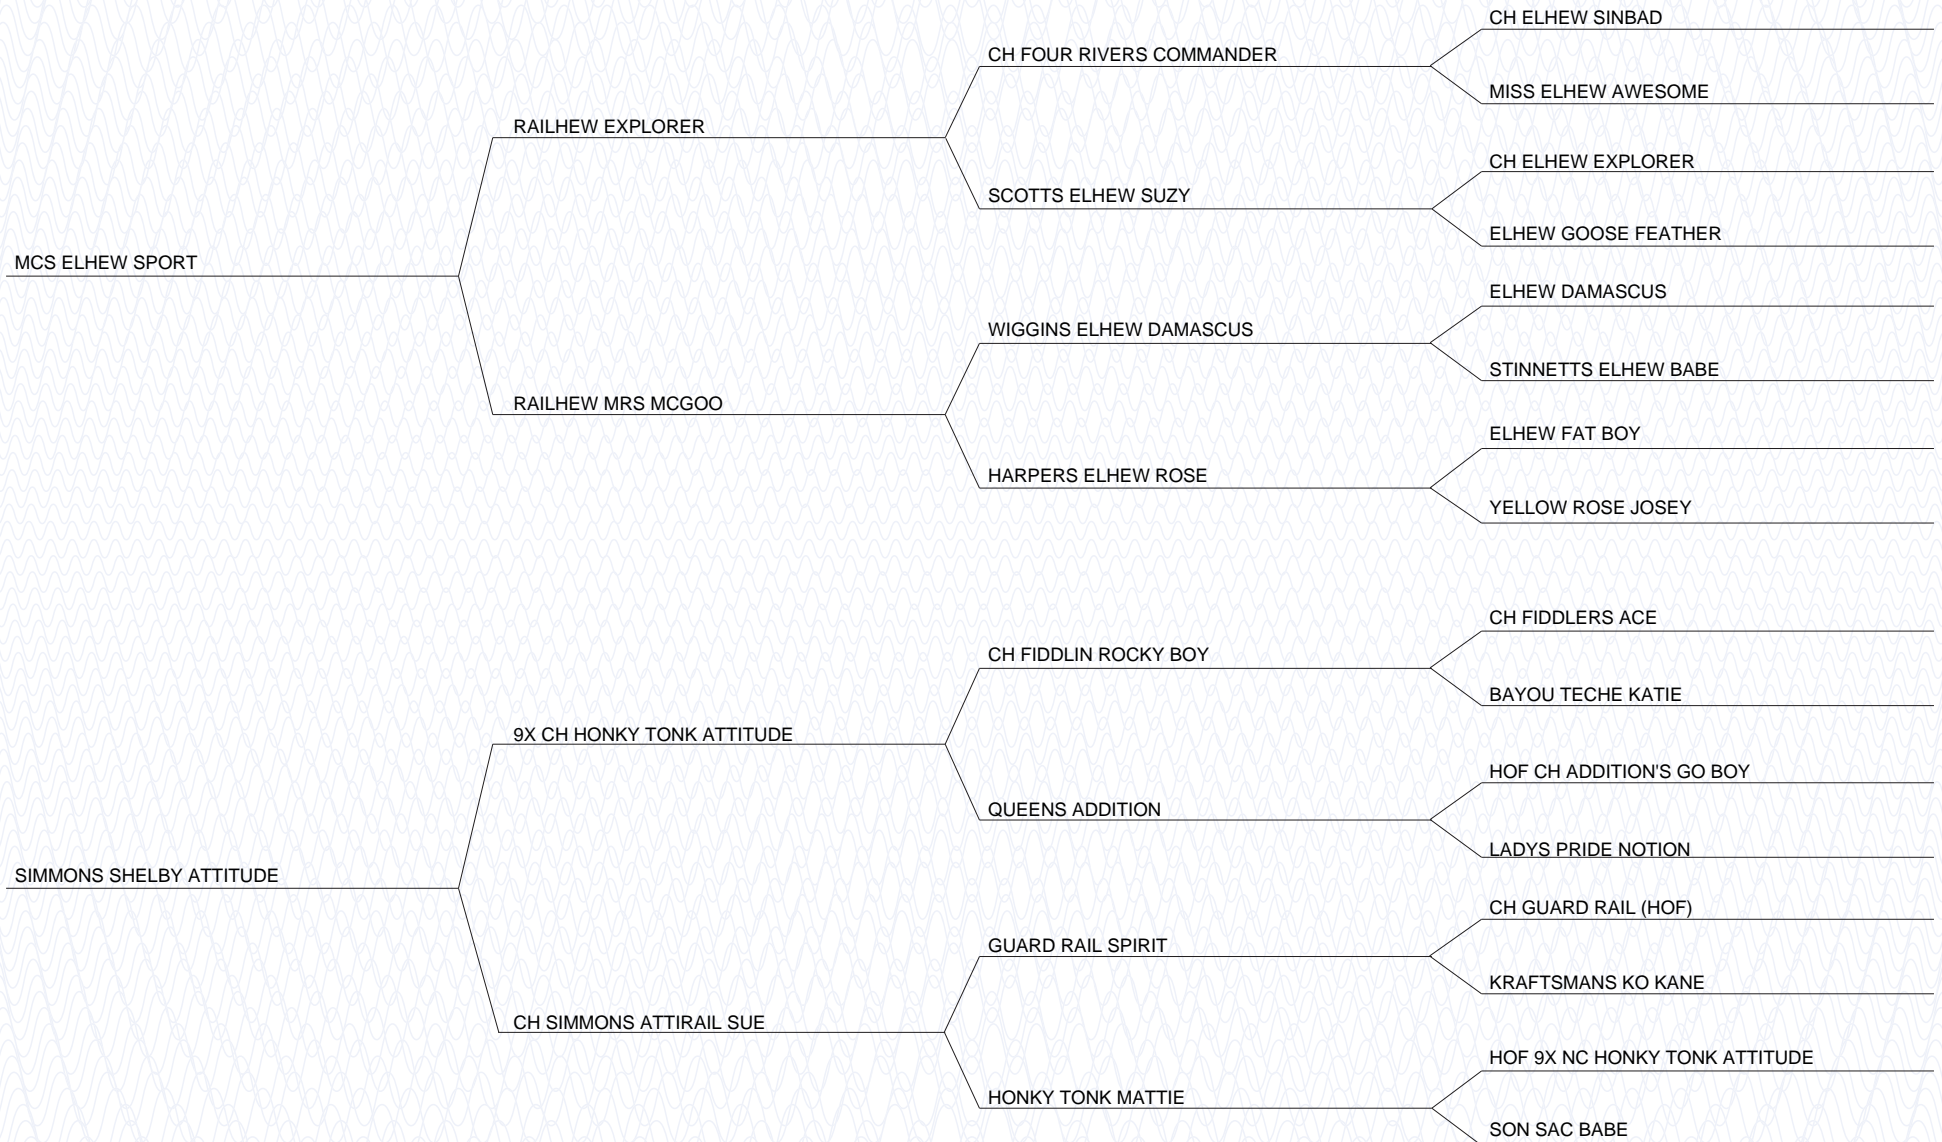 CH ELHEW SINBAD
CH FOUR RIVERS COMMANDER
MISS ELHEW AWESOME
RAILHEW EXPLORER
CH ELHEW EXPLORER
SCOTTS ELHEW SUZY
ELHEW GOOSE FEATHER
MCS ELHEW SPORT
ELHEW DAMASCUS
WIGGINS ELHEW DAMASCUS
STINNETTS ELHEW BABE
RAILHEW MRS MCGOO
ELHEW FAT BOY
HARPERS ELHEW ROSE
YELLOW ROSE JOSEY
CH FIDDLERS ACE
CH FIDDLIN ROCKY BOY
BAYOU TECHE KATIE
9X CH HONKY TONK ATTITUDE
HOF CH ADDITION'S GO BOY
QUEENS ADDITION
LADYS PRIDE NOTION
SIMMONS SHELBY ATTITUDE
CH GUARD RAIL (HOF)
GUARD RAIL SPIRIT
KRAFTSMANS KO KANE
CH SIMMONS ATTIRAIL SUE
HOF 9X NC HONKY TONK ATTITUDE
HONKY TONK MATTIE
SON SAC BABE